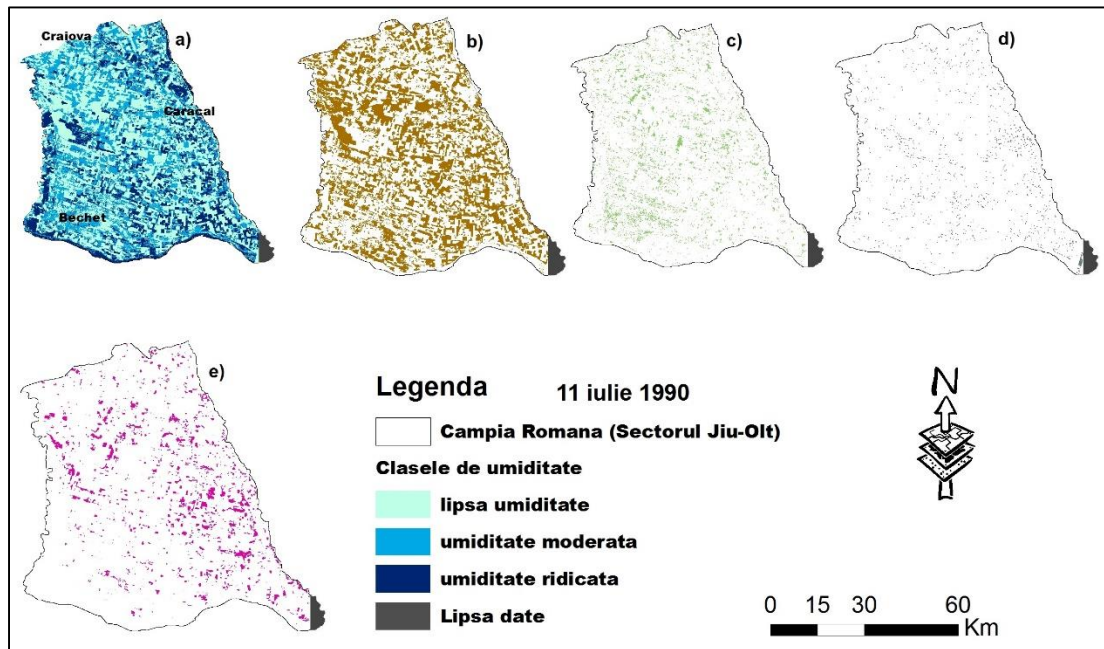 Craiova
a)
Caracal
Bechet
b)
c)
d)
e)
Legenda
11 iulie 1990
Campia Romana (Sectorul Jiu-Olt)
Clasele de umiditate
lipsa umiditate
umiditate moderata
umiditate ridicata
Lipsa date
N
0 15 30 60
Km